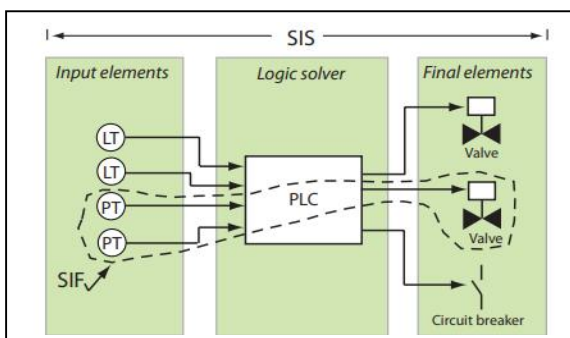 SIS
Input elements
Logic solver
Final elements
LT
LT
PT
PT
PLC
Valve
Valve
SIF
Circuit breaker